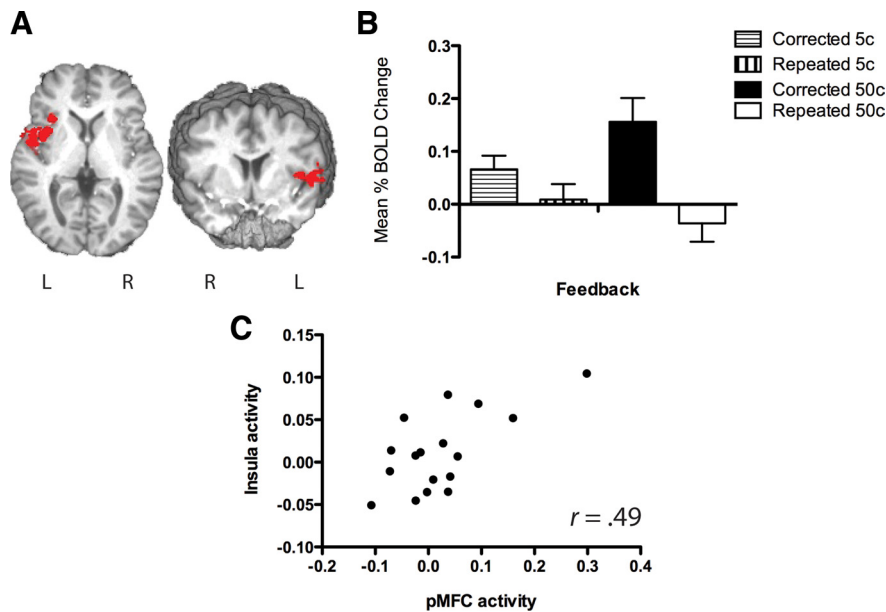 A
L R R L
B
Mean % BOLD Change
0.3
0.2
0.1
0.0
-0.1
Feedback
Corrected 5c
Repeated 5c
Corrected 50c
Repeated 50c
C
Insula activity
0.15
0.10
0.05
0.00
-0.05
-0.10
r = .49
-0.2 -0.1 0.0 0.1 0.2 0.3 0.4
pMFC activity